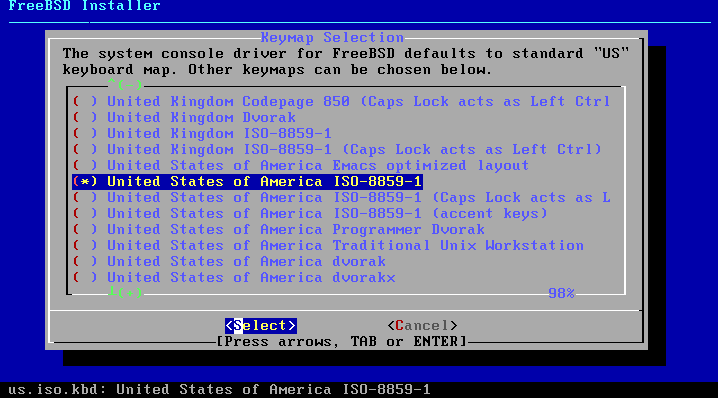 FreeBSD Installer
Keymap Selection
The system console driver for FreeBSD defaults to standard "US"
keyboard map. Other keymaps can be chosen below.
^(-)
( ) United Kingdom Codepage 850 (Caps Lock acts as Left Ctrl
( ) United Kingdom Dvorak
( ) United Kingdom ISO-8859-1
( ) United Kingdom ISO-8859-1 (Caps Lock acts as Left Ctrl)
( ) United States of America Emacs optimized layout
(*) United States of America ISO-8859-1
( ) United States of America ISO-8859-1 (Caps Lock acts as L
( ) United States of America ISO-8859-1 (accent keys)
( ) United States of America Programmer Dvorak
( ) United States of America Traditional Unix Workstation
( ) United States of America dvorak
( ) United States of America dvorakx
┴(+) 98%
<Select> <Cancel>
[Press arrows, TAB or ENTER]
us.iso.kbd: United States of America ISO-8859-1